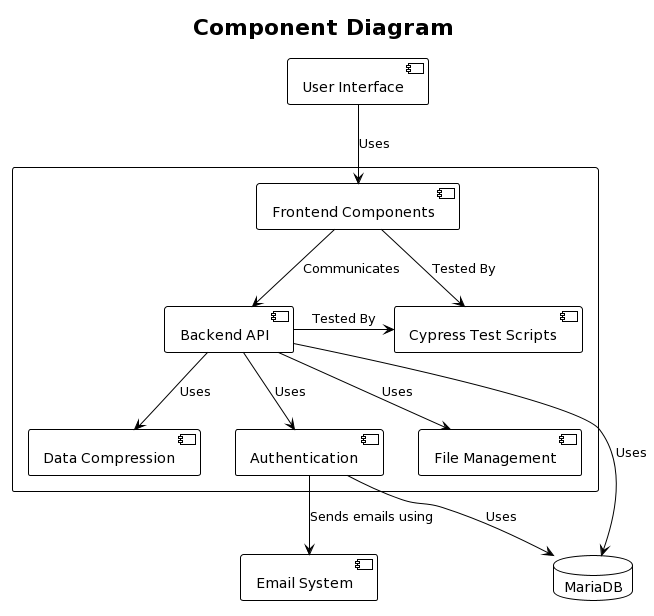 Component Diagram
User Interface
Uses
Frontend Components
Communicates
Tested By
Backend API
Tested By
Cypress Test Scripts
Uses
Uses
Uses
Uses
Data Compression
Authentication
File Management
Sends emails using
Uses
Email System
MariaDB